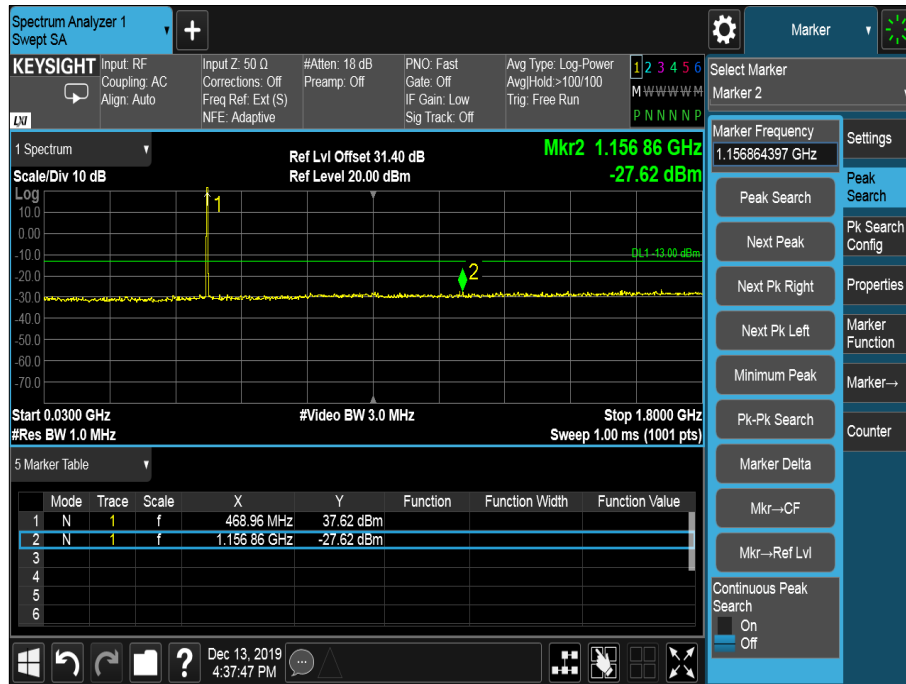 Spectrum Analyzer 1
Swept SA
+
Marker
KEYSIGHT
LXI
Input: RF
Coupling: AC
Align: Auto
Input Z: 50 Ω
Corrections: Off
Freq Ref: Ext (S)
NFE: Adaptive
#Atten: 18 dB
Preamp: Off
PNO: Fast
Gate: Off
IF Gain: Low
Sig Track: Off
Avg Type: Log-Power
Avg|Hold:>100/100
Trig: Free Run
1 2 3 4 5 6
M W W W W M
P N N N N P
Select Marker
Marker 2
1 Spectrum
Scale/Div 10 dB
Ref Lvl Offset 31.40 dB
Ref Level 20.00 dBm
Mkr2 1.156 86 GHz
-27.62 dBm
Log
10.0
0.00
-10.0
-20.0
-30.0
-40.0
-50.0
-60.0
-70.0
1
2
DL1 -13.00 dBm
Start 0.0300 GHz
#Res BW 1.0 MHz
#Video BW 3.0 MHz
Stop 1.8000 GHz
Sweep 1.00 ms (1001 pts)
5 Marker Table
Mode Trace Scale X Y Function Function Width Function Value
1 N 1 f 468.96 MHz 37.62 dBm
2 N 1 f 1.156 86 GHz -27.62 dBm
3
4
5
6
Marker Frequency
1.156864397 GHz
Peak Search
Next Peak
Next Pk Right
Next Pk Left
Minimum Peak
Pk-Pk Search
Marker Delta
Mkr→CF
Mkr→Ref Lvl
Continuous Peak
Search
On
Off
Settings
Peak
Search
Pk Search
Config
Properties
Marker
Function
Marker→
Counter
?
Dec 13, 2019
4:37:47 PM